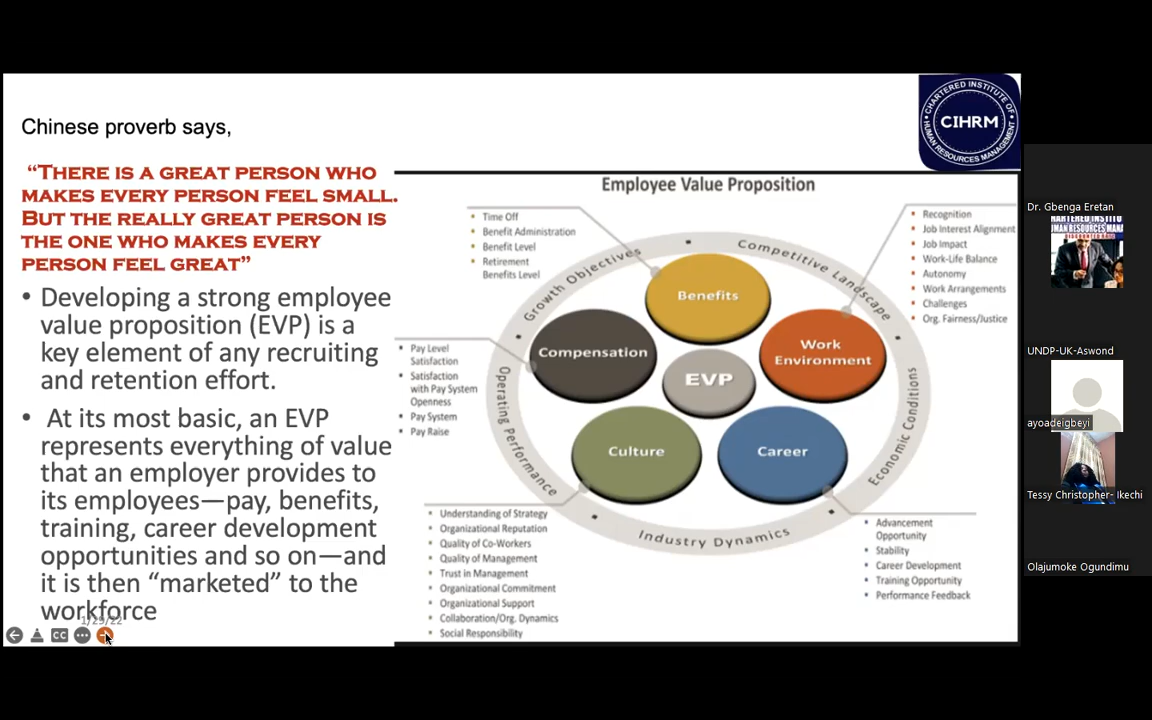 Chinese proverb says,
“THERE IS A GREAT PERSON WHO
MAKES EVERY PERSON FEEL SMALL.
BUT THE REALLY GREAT PERSON IS
THE ONE WHO MAKES EVERY
PERSON FEEL GREAT”
• Developing a strong employee
value proposition (EVP) is a
key element of any recruiting
and retention effort.
• At its most basic, an EVP
represents everything of value
that an employer provides to
its employees—pay, benefits,
training, career development
opportunities and so on—and
it is then “marketed” to the
workforce
1/29/22
CC
CHARTERED INSTITUTE OF
HUMAN RESOURCES MANAGEMENT
CIHRM
Employee Value Proposition
Time Off
Benefit Administration
Benefit Level
Retirement
Benefits Level
Recognition
Job Interest Alignment
Job Impact
Work-Life Balance
Autonomy
Work Arrangements
Challenges
Org. Fairness/Justice
Growth Objectives
Competitive Landscape
Operating Performance
Economic Conditions
Industry Dynamics
Benefits
Compensation
Work
Environment
EVP
Culture
Career
Pay Level
Satisfaction
Satisfaction
with Pay System
Openness
Pay System
Pay Raise
Understanding of Strategy
Organizational Reputation
Quality of Co-Workers
Quality of Management
Trust in Management
Organizational Commitment
Organizational Support
Collaboration/Org. Dynamics
Social Responsibility
Advancement
Opportunity
Stability
Career Development
Training Opportunity
Performance Feedback
Dr. Gbenga Eretan
UNDP-UK-Aswond
ayoadeigbeyi
Tessy Christopher- Ikechi
Olajumoke Ogundimu